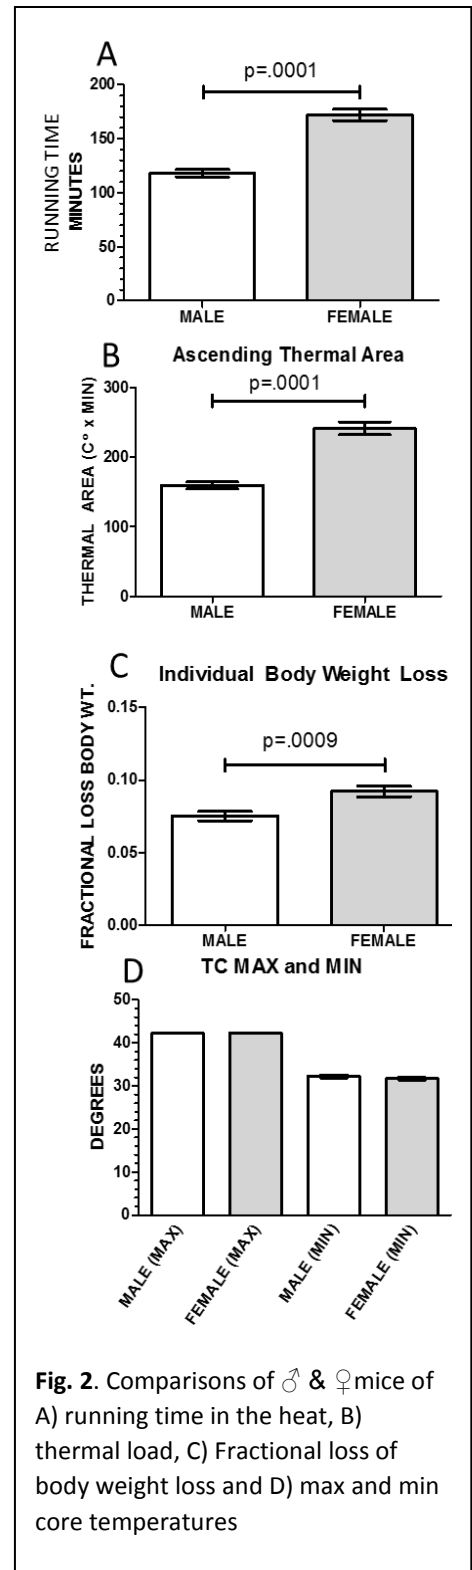 A
p=.0001
RUNNING TIME
MINUTES
200
150
100
50
0
MALE
FEMALE
B
Ascending Thermal Area
p=.0001
THERMAL AREA (C° x MIN)
300
200
100
0
MALE
FEMALE
C
Individual Body Weight Loss
p=.0009
FRACTIONAL LOSS BODY WT.
0.15
0.10
0.05
0.00
MALE
FEMALE
D
TC MAX and MIN
DEGREES
50
40
30
20
10
0
MALE (MAX)
FEMALE (MAX)
MALE (MIN)
FEMALE (MIN)
Fig. 2. Comparisons of ♂ & ♀mice of
A) running time in the heat, B)
thermal load, C) Fractional loss of
body weight loss and D) max and min
core temperatures